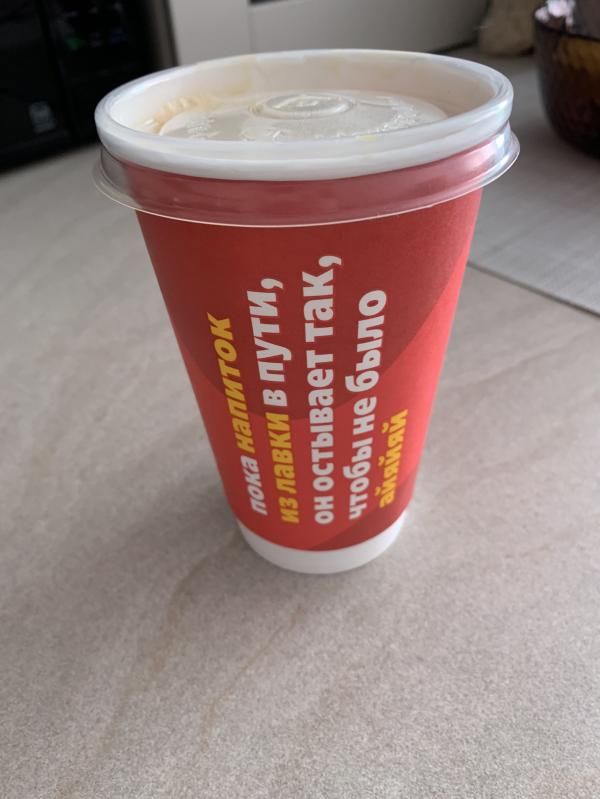 пока напиток
из лавки в пути,
он остывает так,
чтобы не было
айяйяй